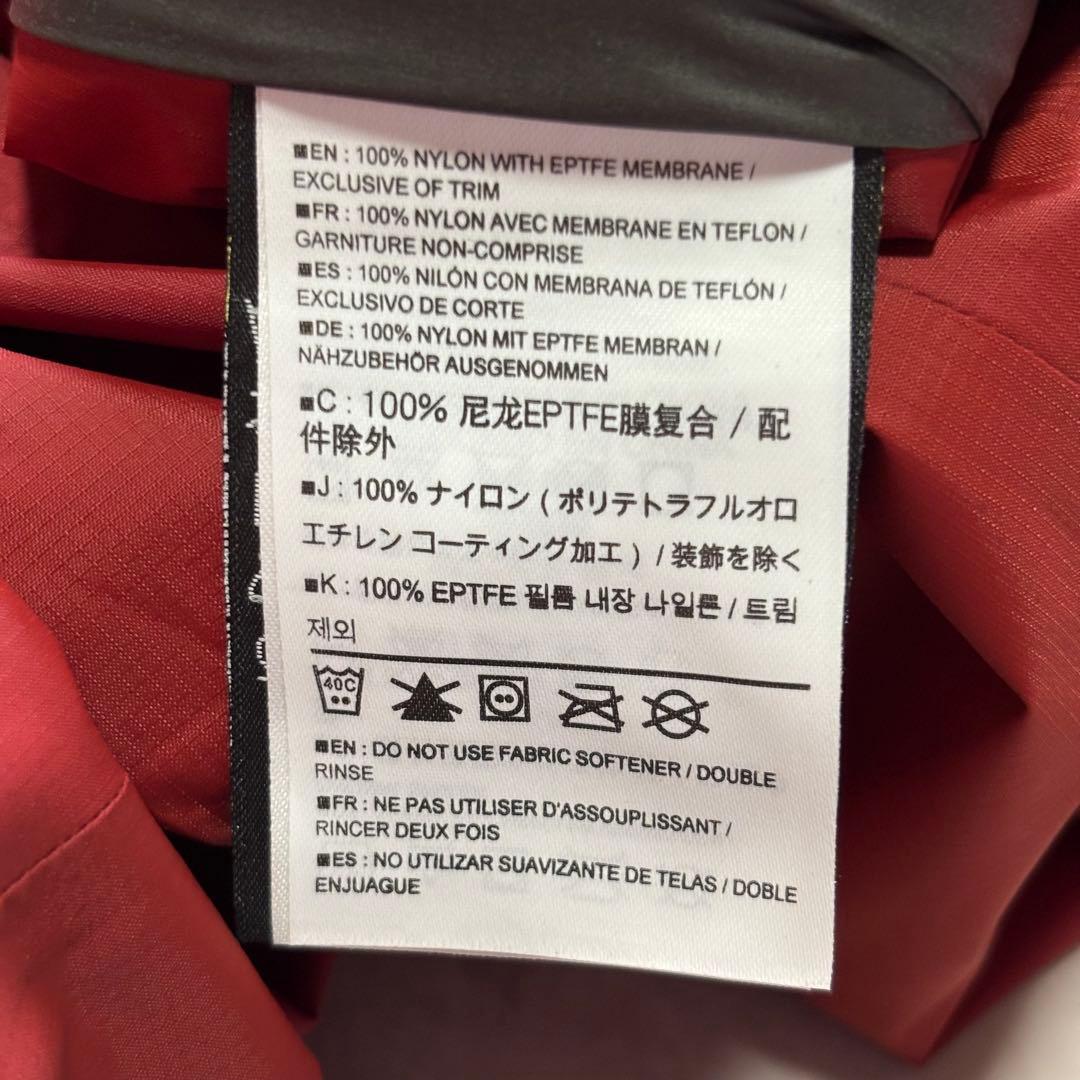 EN : 100% NYLON WITH EPTFE MEMBRANE /
EXCLUSIVE OF TRIM
FR : 100% NYLON AVEC MEMBRANE EN TEFLON /
GARNITURE NON-COMPRISE
ES : 100% NILÓN CON MEMBRANA DE TEFLÓN /
EXCLUSIVO DE CORTE
DE : 100% NYLON MIT EPTFE MEMBRAN /
NÄHZUBEHÖR AUSGENOMMEN
C : 100% 尼龙EPTFE膜复合 / 配
件除外
J : 100% ナイロン ( ポリテトラフルオロ
エチレン コーティング加工 ) / 装飾を除く
K : 100% EPTFE 필름 내장 나일론 / 트림
제외
40C
EN : DO NOT USE FABRIC SOFTENER / DOUBLE
RINSE
FR : NE PAS UTILISER D'ASSOUPLISSANT /
RINCER DEUX FOIS
ES : NO UTILIZAR SUAVIZANTE DE TELAS / DOBLE
ENJUAGUE